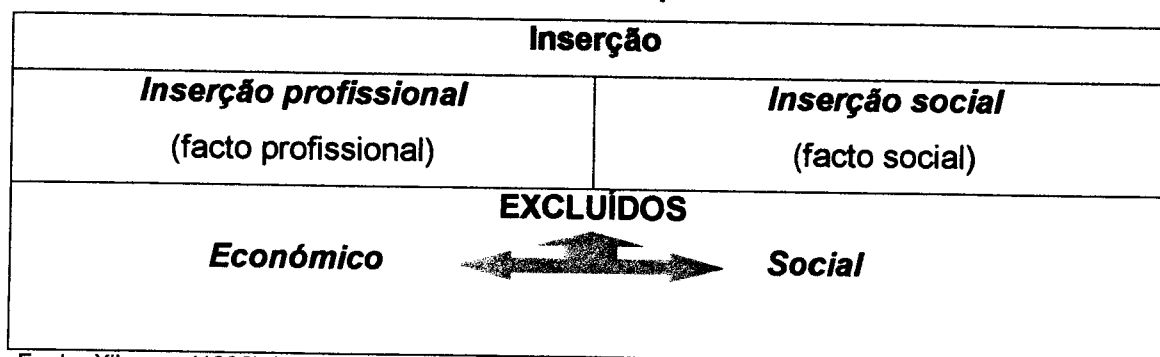 Inserção
Inserção profissional
(facto profissional)
Inserção social
(facto social)
EXCLUÍDOS
Económico
Social